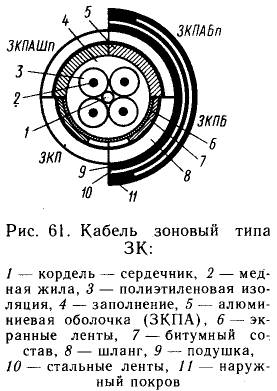 4
5
ЗКПАБп
ЗКПАШп
3
2
1
ЗКПБ
6
ЗКП
7
9
8
10
11
Рис. 61. Кабель зоновый типа
ЗК:
1 — кордель — сердечник, 2 — мед-
ная жила, 3 — полиэтиленовая изо-
ляция, 4 — заполнение, 5 — алюми-
ниевая оболочка (ЗКПА), 6 — эк-
ранные ленты, 7 — битумный со-
став, 8 — шланг, 9 — подушка,
10 — стальные ленты, 11 — наруж-
ный покров